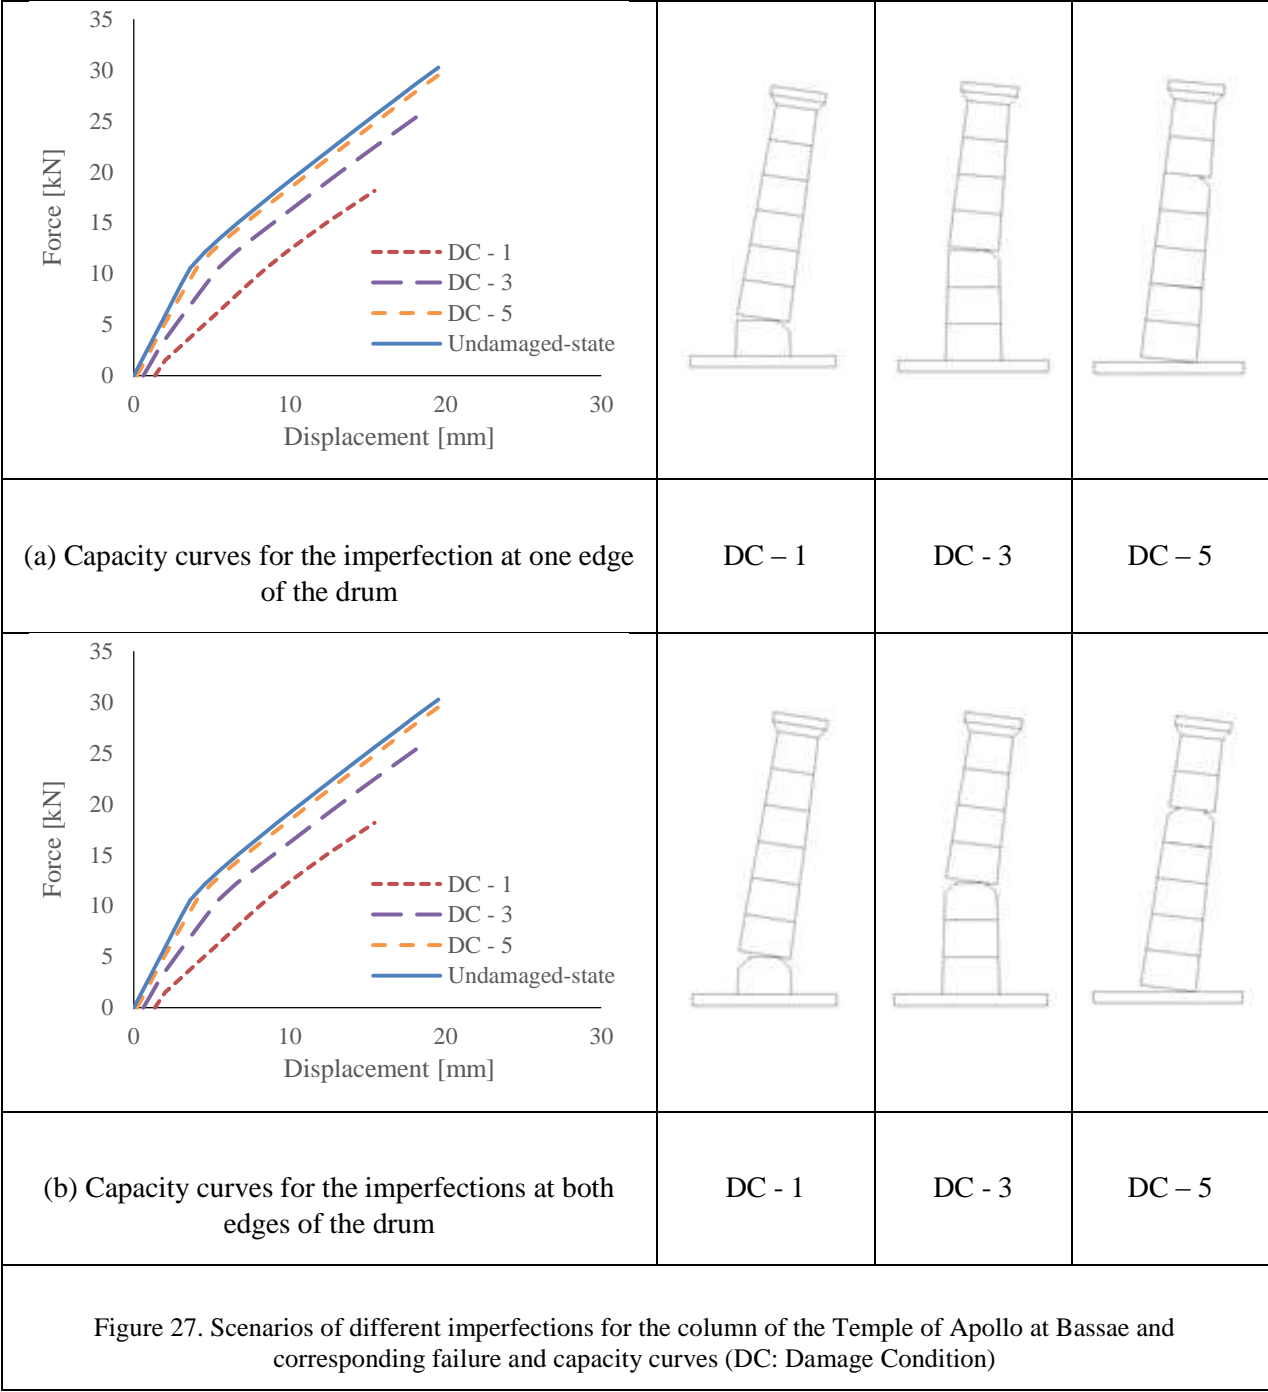 35
30
25
20
15
10
5
0
Force [kN]
DC - 1
DC - 3
DC - 5
Undamaged-state
0
10
20
30
Displacement [mm]
(a) Capacity curves for the imperfection at one edge
of the drum
DC – 1
DC - 3
DC – 5
35
30
25
20
15
10
5
0
Force [kN]
DC - 1
DC - 3
DC - 5
Undamaged-state
0
10
20
30
Displacement [mm]
(b) Capacity curves for the imperfections at both
edges of the drum
DC - 1
DC - 3
DC – 5
Figure 27. Scenarios of different imperfections for the column of the Temple of Apollo at Bassae and
corresponding failure and capacity curves (DC: Damage Condition)